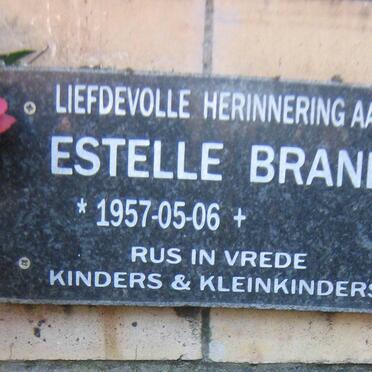 LIEFDEVOLLE HERINNERING AA
ESTELLE BRAN
* 1957-05-06 +
RUS IN VREDE
KINDERS & KLEINKINDERS